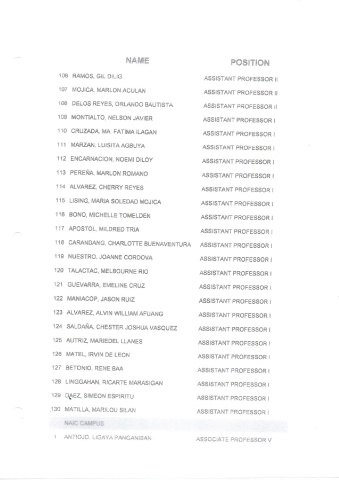 NAME POSITION
106 RAMOS, GIL DILIG ASSISTANT PROFESSOR II
107 MOJICA, MARLON ACULAN ASSISTANT PROFESSOR II
108 DELOS REYES, ORLANDO BAUTISTA ASSISTANT PROFESSOR II
109 MONTIALTO, NELSON JAVIER ASSISTANT PROFESSOR I
110 CRUZADA, MA. FATIMA ILAGAN ASSISTANT PROFESSOR I
111 MARZAN, LUISITA AGBUYA ASSISTANT PROFESSOR I
112 ENCARNACION, NOEMI DILOY ASSISTANT PROFESSOR I
113 PEREÑA, MARLON ROMANO ASSISTANT PROFESSOR I
114 ALVAREZ, CHERRY REYES ASSISTANT PROFESSOR I
115 LISING, MARIA SOLEDAD MOJICA ASSISTANT PROFESSOR I
116 BONO, MICHELLE TOMELDEN ASSISTANT PROFESSOR I
117 APOSTOL, MILDRED TRIA ASSISTANT PROFESSOR I
118 CARANDANG, CHARLOTTE BUENAVENTURA ASSISTANT PROFESSOR I
119 NUESTRO, JOANNE CORDOVA ASSISTANT PROFESSOR I
120 TALACTAC, MELBOURNE RIO ASSISTANT PROFESSOR I
121 GUEVARRA, EMELINE CRUZ ASSISTANT PROFESSOR I
122 MANIACOP, JASON RUIZ ASSISTANT PROFESSOR I
123 ALVAREZ, ALVIN WILLIAM AFUANG ASSISTANT PROFESSOR I
124 SALDAÑA, CHESTER JOSHUA VASQUEZ ASSISTANT PROFESSOR I
125 AUTRIZ, MARIEDEL LLANES ASSISTANT PROFESSOR I
126 MATEL, IRVIN DE LEON ASSISTANT PROFESSOR I
127 BETONIO, RENE BAA ASSISTANT PROFESSOR I
128 LINGGAHAN, RICARTE MARASIGAN ASSISTANT PROFESSOR I
129 DAEZ, SIMEON ESPIRITU ASSISTANT PROFESSOR I
130 MATILLA, MARILOU SILAN ASSISTANT PROFESSOR I
NAIC CAMPUS
1 ANTIOJO, LIGAYA PANGANIBAN ASSOCIATE PROFESSOR V